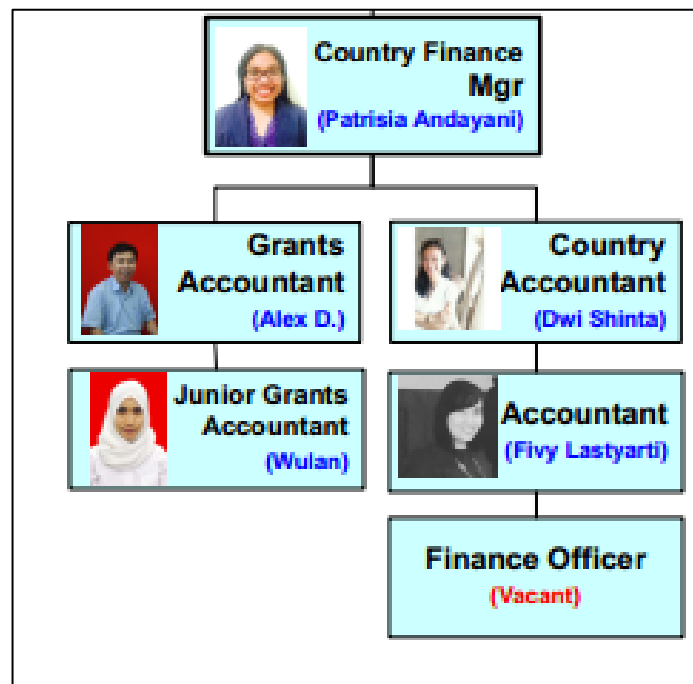 Country Finance
Mgr
(Patrisia Andayani)
Grants
Accountant
(Alex D.)
Country
Accountant
(Dwi Shinta)
Junior Grants
Accountant
(Wulan)
Accountant
(Fivy Lastyarti)
Finance Officer
(Vacant)